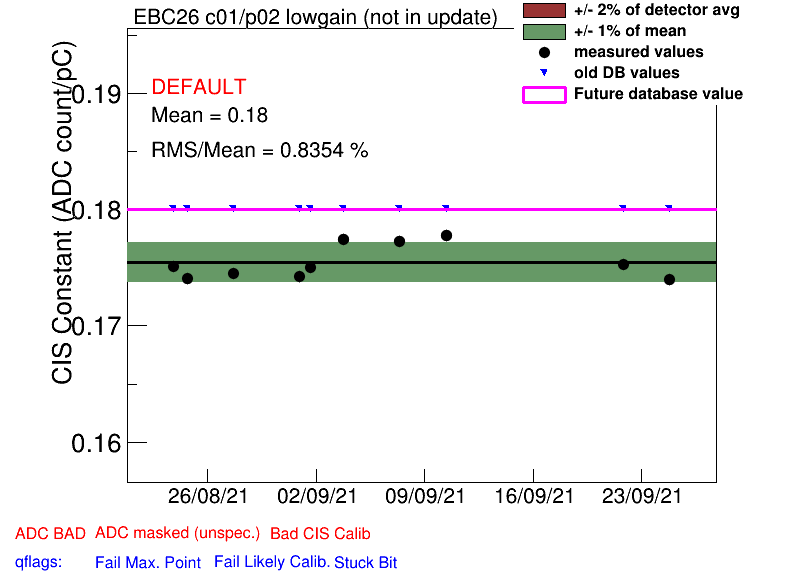 EBC26 c01/p02 lowgain (not in update)
+/- 2% of detector avg
+/- 1% of mean
measured values
old DB values
Future database value
DEFAULT
Mean = 0.18
RMS/Mean = 0.8354 %
CIS Constant (ADC count/pC)
0.19
0.18
0.17
0.16
26/08/21 02/09/21 09/09/21 16/09/21 23/09/21
ADC BAD ADC masked (unspec.) Bad CIS Calib
qflags: Fail Max. Point Fail Likely Calib. Stuck Bit